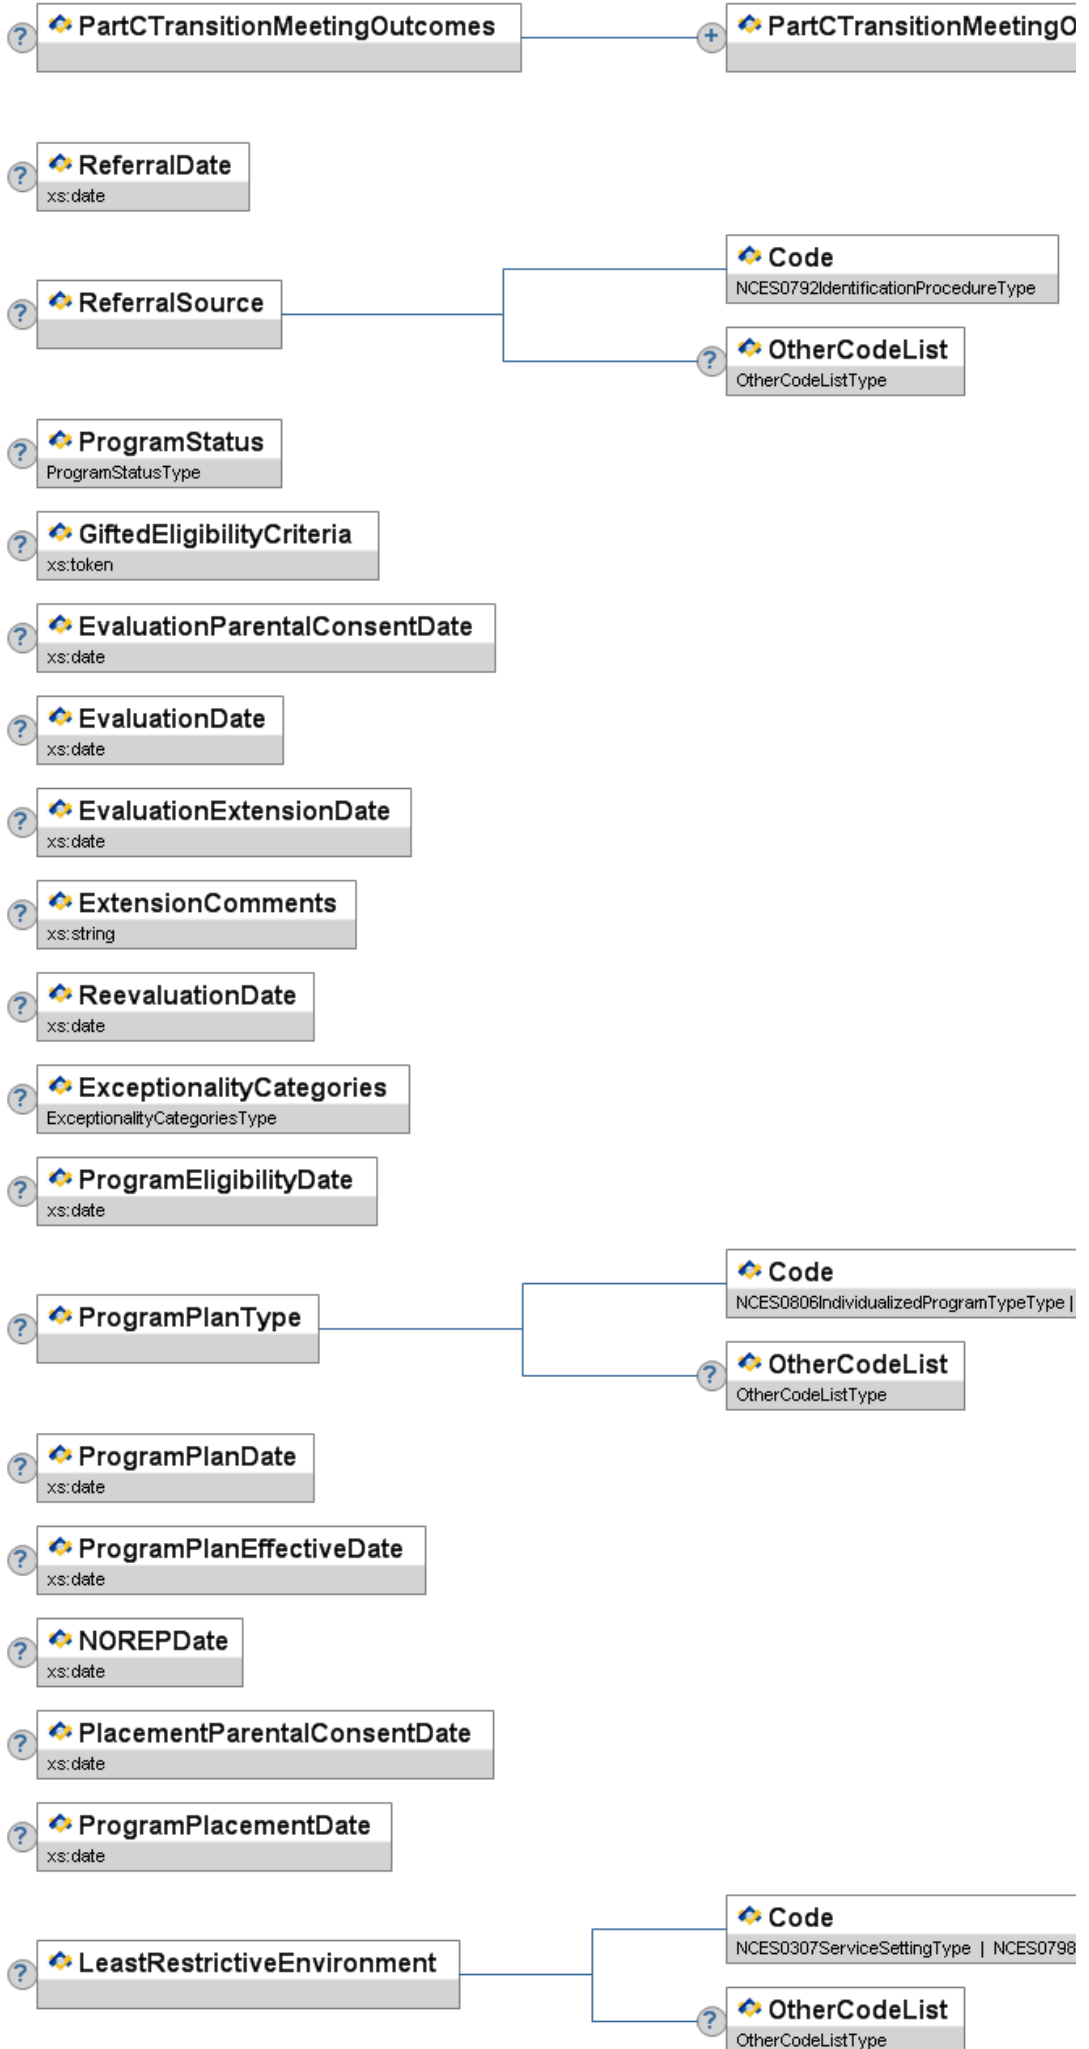 PartCTransitionMeetingOutcomes
PartCTransitionMeetingO
ReferralDate
xs:date
Code
NCES0792IdentificationProcedureType
ReferralSource
OtherCodeList
OtherCodeListType
ProgramStatus
ProgramStatusType
GiftedEligibilityCriteria
xs:token
EvaluationParentalConsentDate
xs:date
EvaluationDate
xs:date
EvaluationExtensionDate
xs:date
ExtensionComments
xs:string
ReevaluationDate
xs:date
ExceptionalityCategories
ExceptionalityCategoriesType
ProgramEligibilityDate
xs:date
Code
NCES0806IndividualizedProgramTypeType |
ProgramPlanType
OtherCodeList
OtherCodeListType
ProgramPlanDate
xs:date
ProgramPlanEffectiveDate
xs:date
NOREPDate
xs:date
PlacementParentalConsentDate
xs:date
ProgramPlacementDate
xs:date
Code
NCES0307ServiceSettingType | NCES0798
LeastRestrictiveEnvironment
OtherCodeList
OtherCodeListType